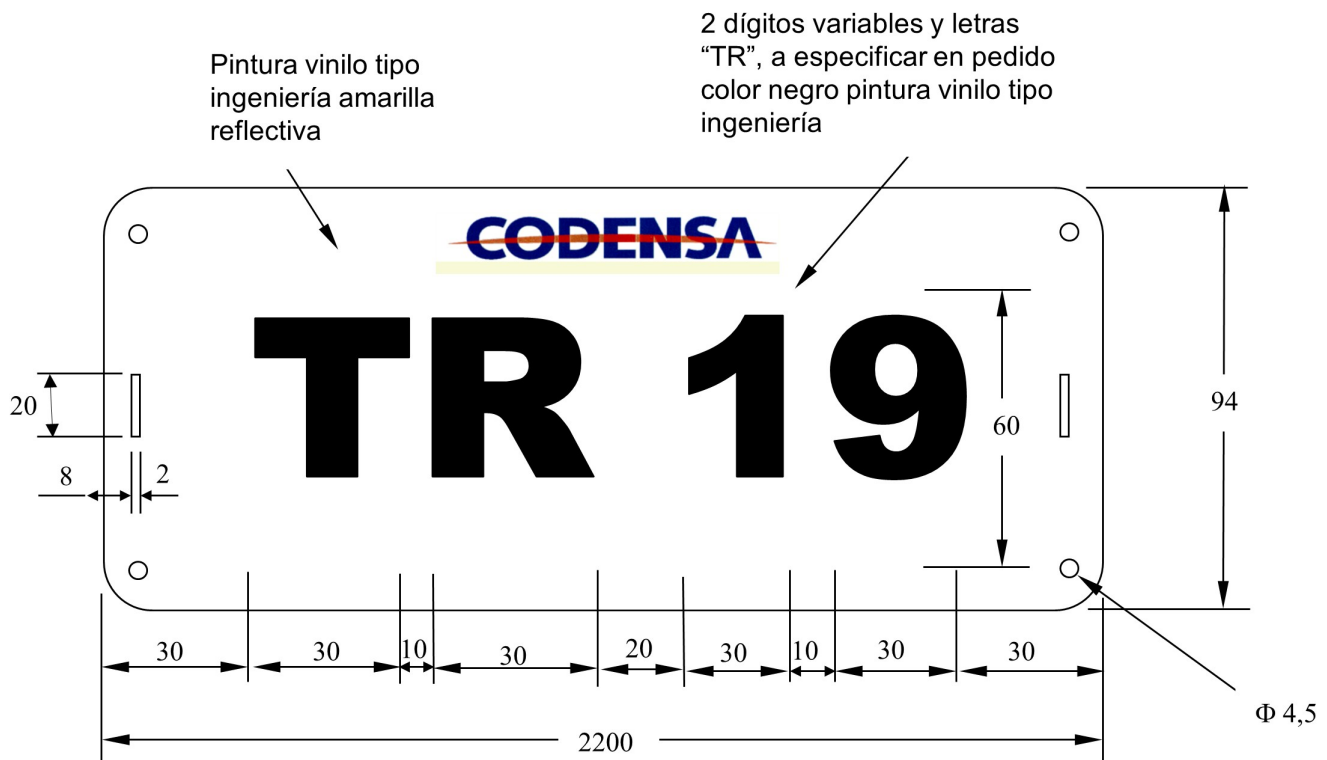 Pintura vinilo tipo
ingeniería amarilla
reflectiva
2 dígitos variables y letras
“TR”, a especificar en pedido
color negro pintura vinilo tipo
ingeniería
CODENSA
TR 19
20
8
2
60
94
30
30
10
30
20
30
10
30
30
Φ 4,5
2200